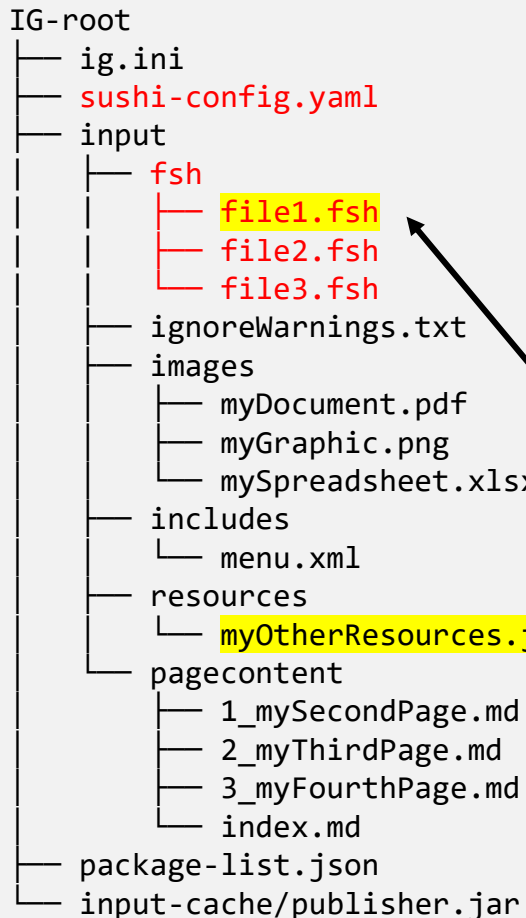 IG-root
├── ig.ini
├── sushi-config.yaml
├── input
│   ├── fsh
│   │   ├── file1.fsh
│   │   ├── file2.fsh
│   │   └── file3.fsh
│   ├── ignoreWarnings.txt
│   ├── images
│   │   ├── myDocument.pdf
│   │   ├── myGraphic.png
│   │   └── mySpreadsheet.xlsx
│   ├── includes
│   │   └── menu.xml
│   ├── resources
│   │   └── myOtherResources.j
│   └── pagecontent
│       ├── 1_mySecondPage.md
│       ├── 2_myThirdPage.md
│       ├── 3_myFourthPage.md
│       └── index.md
├── package-list.json
└── input-cache/publisher.jar